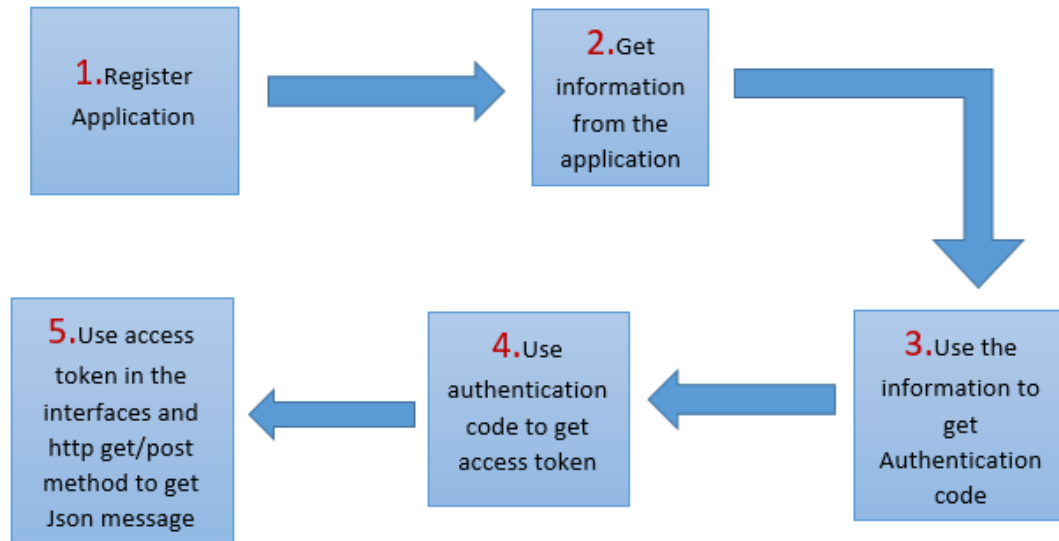 1.Register
Application
2.Get
information
from the
application
3.Use the
information to
get
Authentication
code
4.Use
authentication
code to get
access token
5.Use access
token in the
interfaces and
http get/post
method to get
Json message